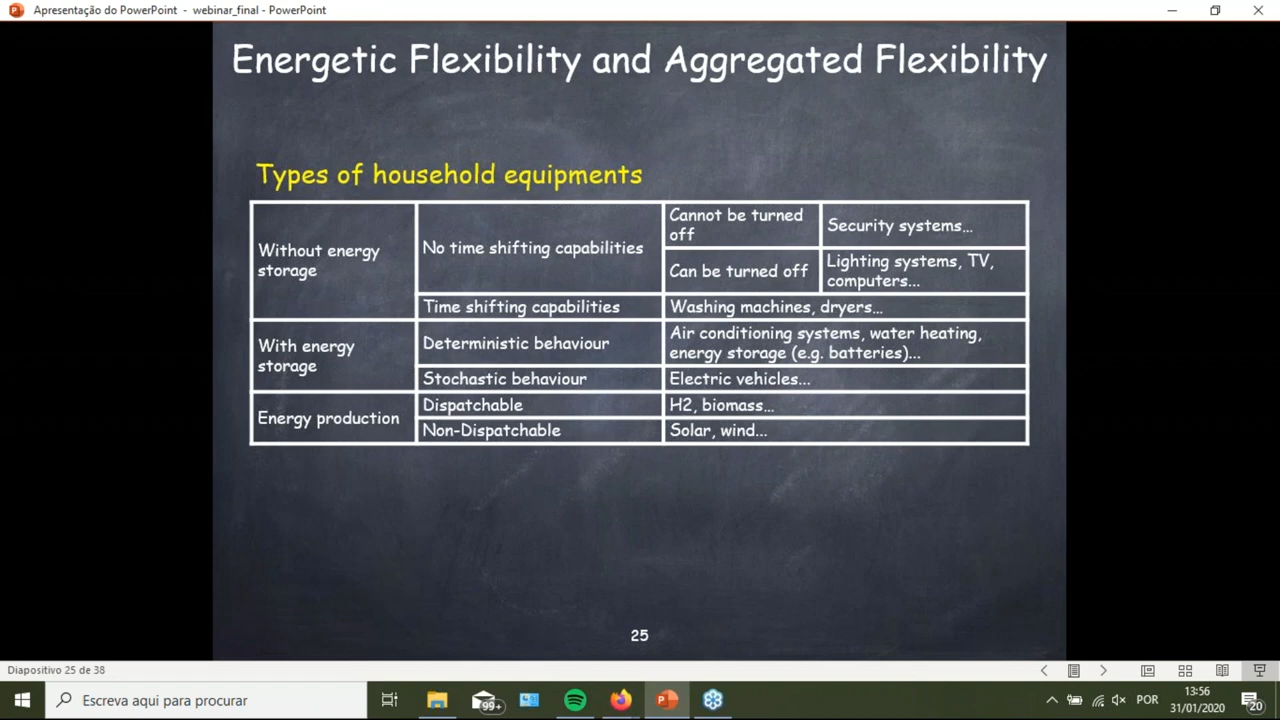 Apresentação do PowerPoint - webinar_final - PowerPoint
Energetic Flexibility and Aggregated Flexibility
Types of household equipments
Without energy
storage
No time shifting capabilities
Cannot be turned
off
Security systems...
Can be turned off
Lighting systems, TV,
computers...
Time shifting capabilities
Washing machines, dryers...
With energy
storage
Deterministic behaviour
Air conditioning systems, water heating,
energy storage (e.g. batteries)...
Stochastic behaviour
Electric vehicles...
Energy production
Dispatchable
H2, biomass...
Non-Dispatchable
Solar, wind...
25
Diapositivo 25 de 38
Escreva aqui para procurar
99+
POR
13:56
31/01/2020
20